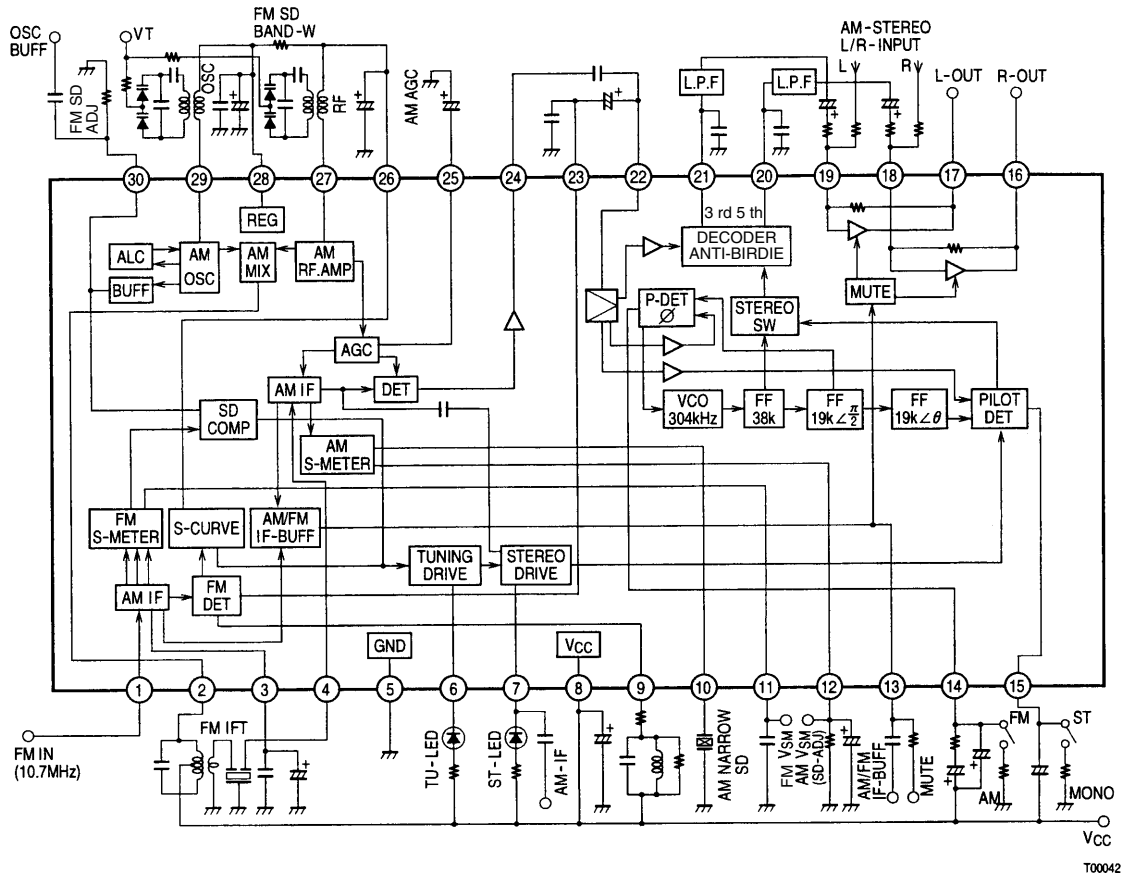 OSC
BUFF
VT
FM SD
BAND-W
FM SD
ADJ
OSC
RF
AM AGC
AM-STEREO
L/R-INPUT
L
R
L-OUT
R-OUT
L.P.F
L.P.F
30
29
28
27
26
25
24
23
22
21
20
19
18
17
16
REG
ALC
AM
OSC
AM
MIX
AM
RF.AMP
BUFF
3 rd 5 th
DECODER
ANTI-BIRDIE
MUTE
P-DET
Ø
STEREO
SW
AGC
AM IF
DET
VCO
304kHz
FF
38k
FF
19k∠π/2
FF
19k∠θ
PILOT
DET
SD
COMP
AM
S-METER
FM
S-METER
S-CURVE
AM/FM
IF-BUFF
TUNING
DRIVE
STEREO
DRIVE
AM IF
FM
DET
GND
VCC
1
2
3
4
5
6
7
8
9
10
11
12
13
14
15
FM IN
(10.7MHz)
FM IFT
TU-LED
ST-LED
AM-IF
AM NARROW
SD
FM VSM
AM VSM
(SD-ADJ)
AM/FM
IF-BUFF
MUTE
FM
AM
ST
MONO
VCC
T00042